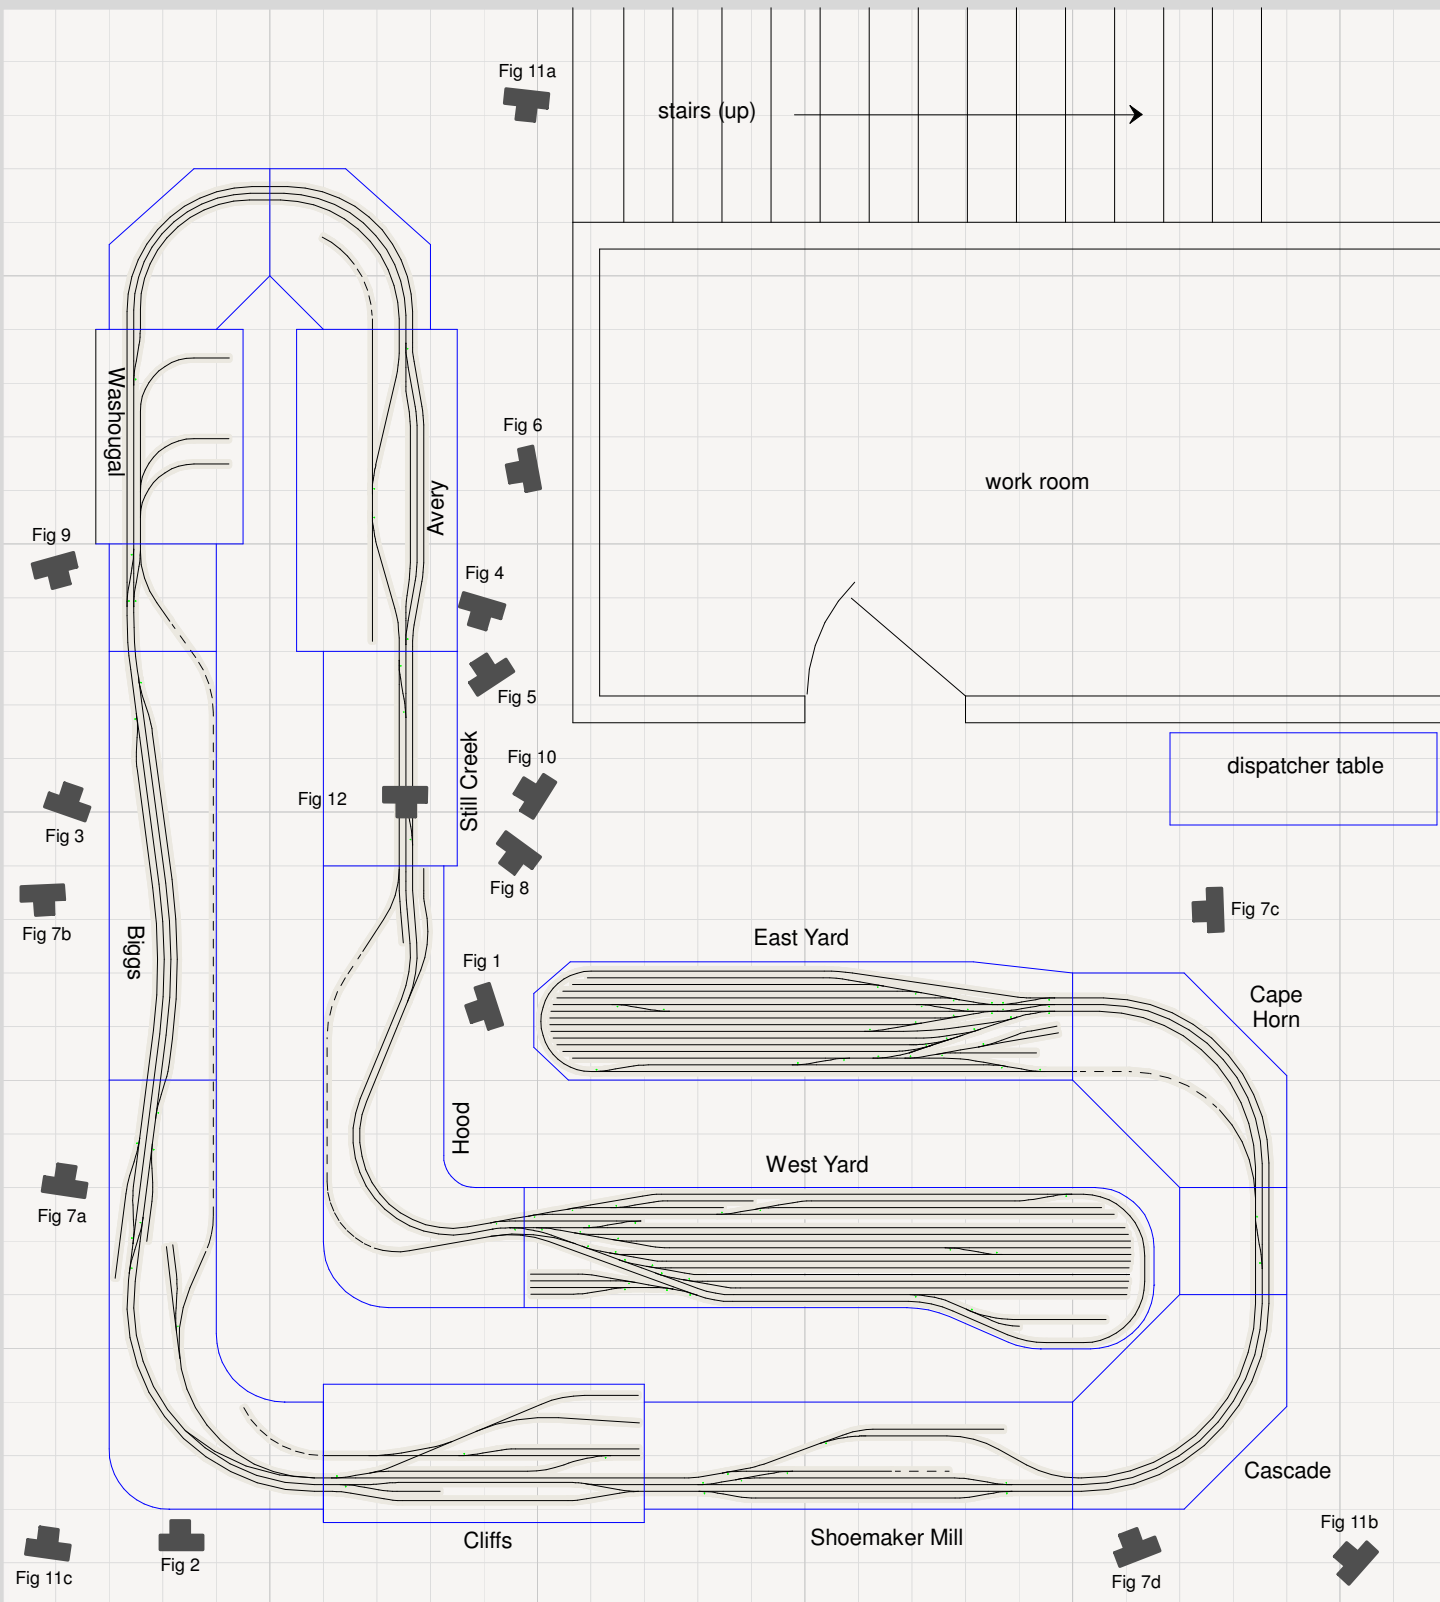 Fig 11a
stairs (up)
Washougal
Fig 6
work room
Avery
Fig 9
Fig 4
Fig 5
Still Creek
Fig 10
dispatcher table
Fig 12
Fig 3
Fig 8
Fig 7b
Fig 7c
Biggs
East Yard
Fig 1
Cape
Horn
Hood
West Yard
Fig 7a
Cascade
Cliffs
Shoemaker Mill
Fig 11b
Fig 2
Fig 11c
Fig 7d